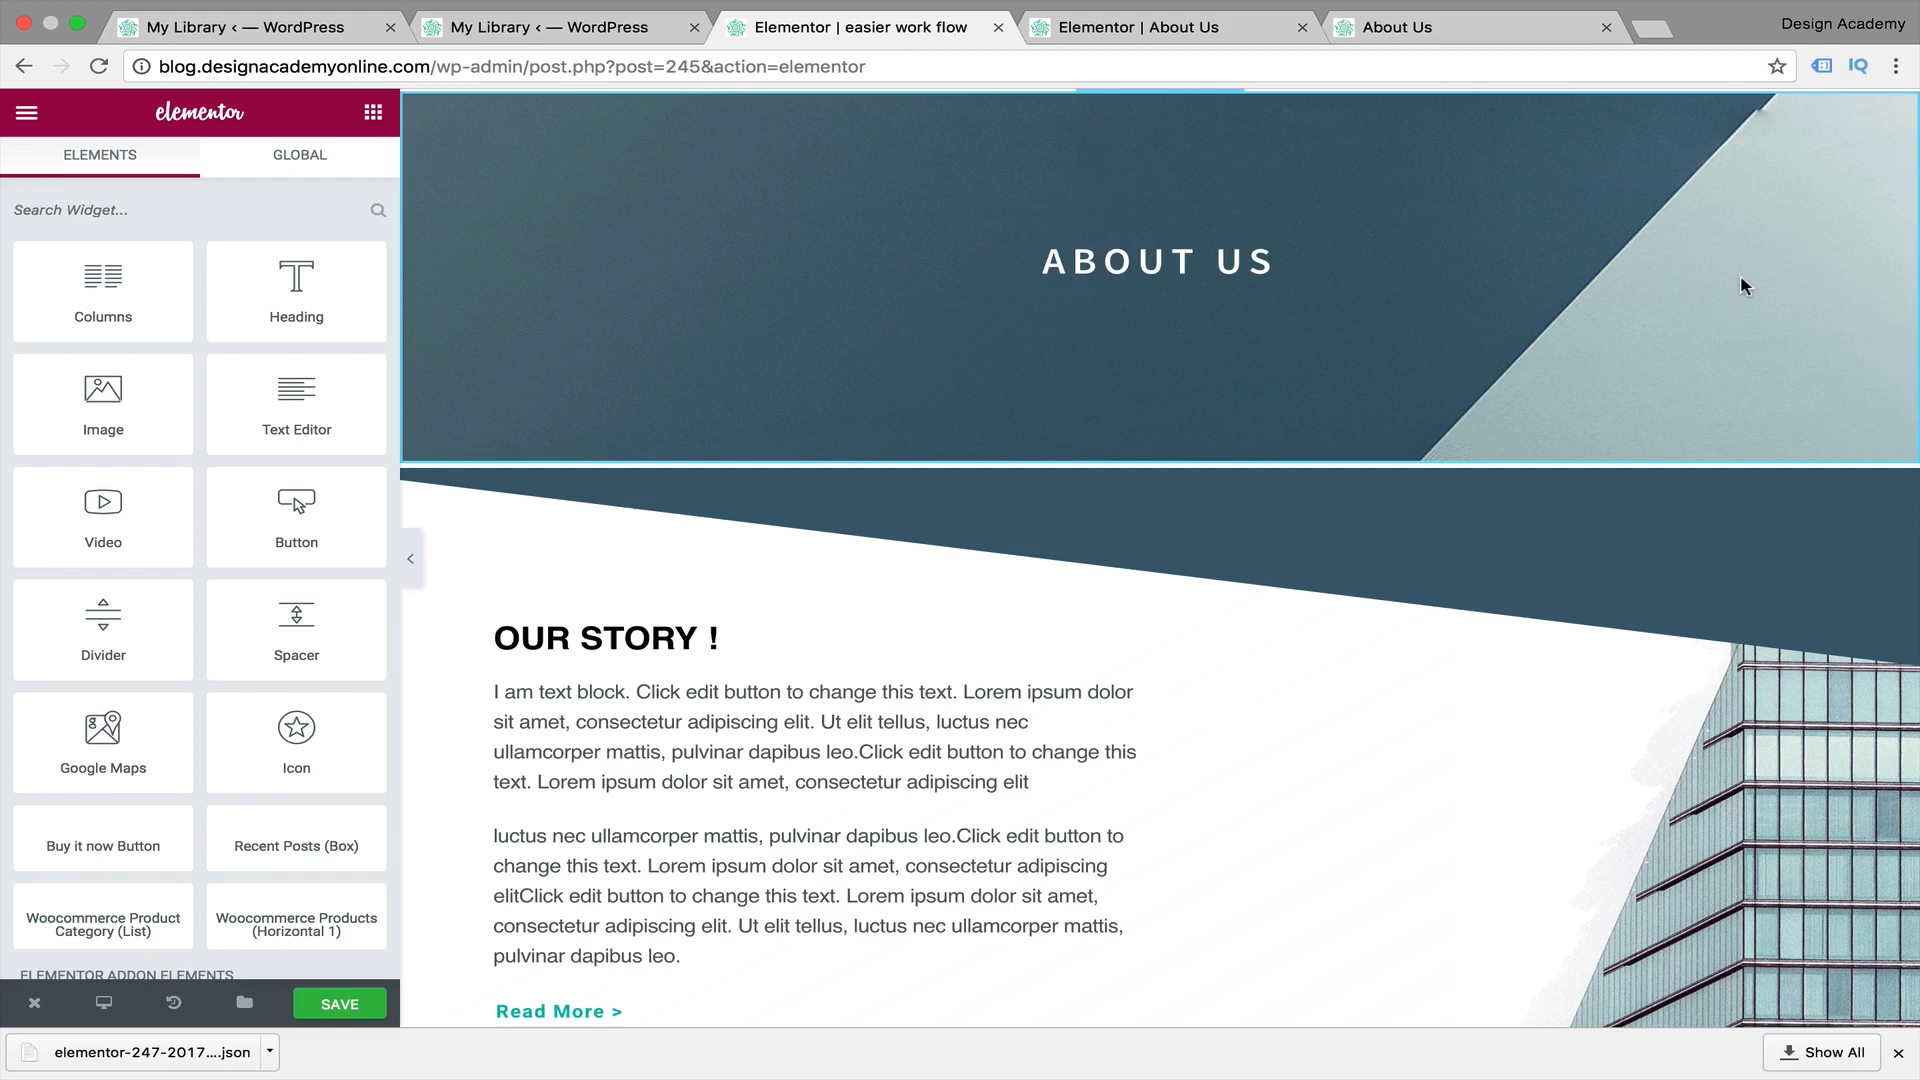 My Library ‹ — WordPress
My Library ‹ — WordPress
Elementor | easier work flow
Elementor | About Us
About Us
Design Academy
blog.designacademyonline.com/wp-admin/post.php?post=245&action=elementor
elementor
ELEMENTS
GLOBAL
Search Widget...
Columns
Heading
Image
Text Editor
Video
Button
Divider
Spacer
Google Maps
Icon
Buy it now Button
Recent Posts (Box)
Woocommerce Product
Category (List)
Woocommerce Products
(Horizontal 1)
ELEMENTOR ADDON ELEMENTS
SAVE
ABOUT US
OUR STORY !
I am text block. Click edit button to change this text. Lorem ipsum dolor
sit amet, consectetur adipiscing elit. Ut elit tellus, luctus nec
ullamcorper mattis, pulvinar dapibus leo.Click edit button to change this
text. Lorem ipsum dolor sit amet, consectetur adipiscing elit
luctus nec ullamcorper mattis, pulvinar dapibus leo.Click edit button to
change this text. Lorem ipsum dolor sit amet, consectetur adipiscing
elitClick edit button to change this text. Lorem ipsum dolor sit amet,
consectetur adipiscing elit. Ut elit tellus, luctus nec ullamcorper mattis,
pulvinar dapibus leo.
Read More >
elementor-247-2017....json
Show All